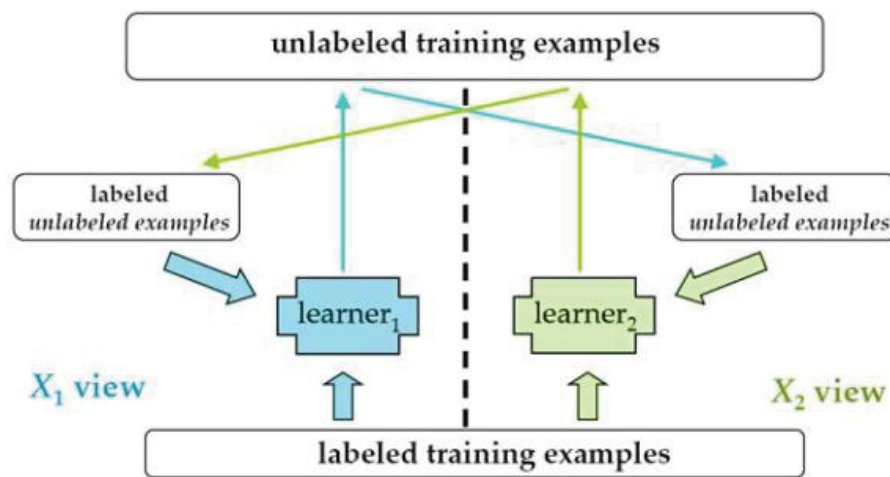 unlabeled training examples
labeled
unlabeled examples
labeled
unlabeled examples
learner₁
learner₂
X₁ view
X₂ view
labeled training examples